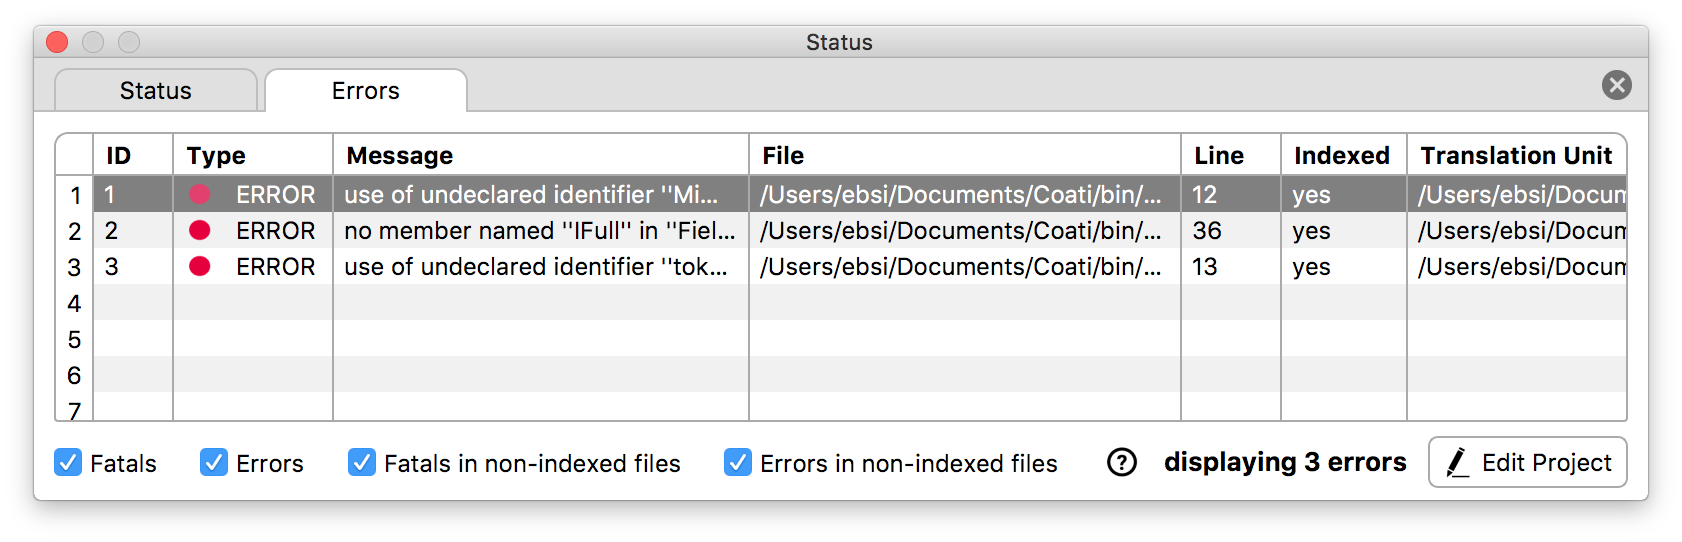 Status
Status Errors
ID Type Message File Line Indexed Translation Unit
1 1 ERROR use of undeclared identifier "Mi... /Users/ebsi/Documents/Coati/bin/... 12 yes /Users/ebsi/Docum
2 2 ERROR no member named "IFull" in "Fiel... /Users/ebsi/Documents/Coati/bin/... 36 yes /Users/ebsi/Docum
3 3 ERROR use of undeclared identifier "tok... /Users/ebsi/Documents/Coati/bin/... 13 yes /Users/ebsi/Docum
4
5
6
7
Fatals Errors Fatals in non-indexed files Errors in non-indexed files ? displaying 3 errors Edit Project